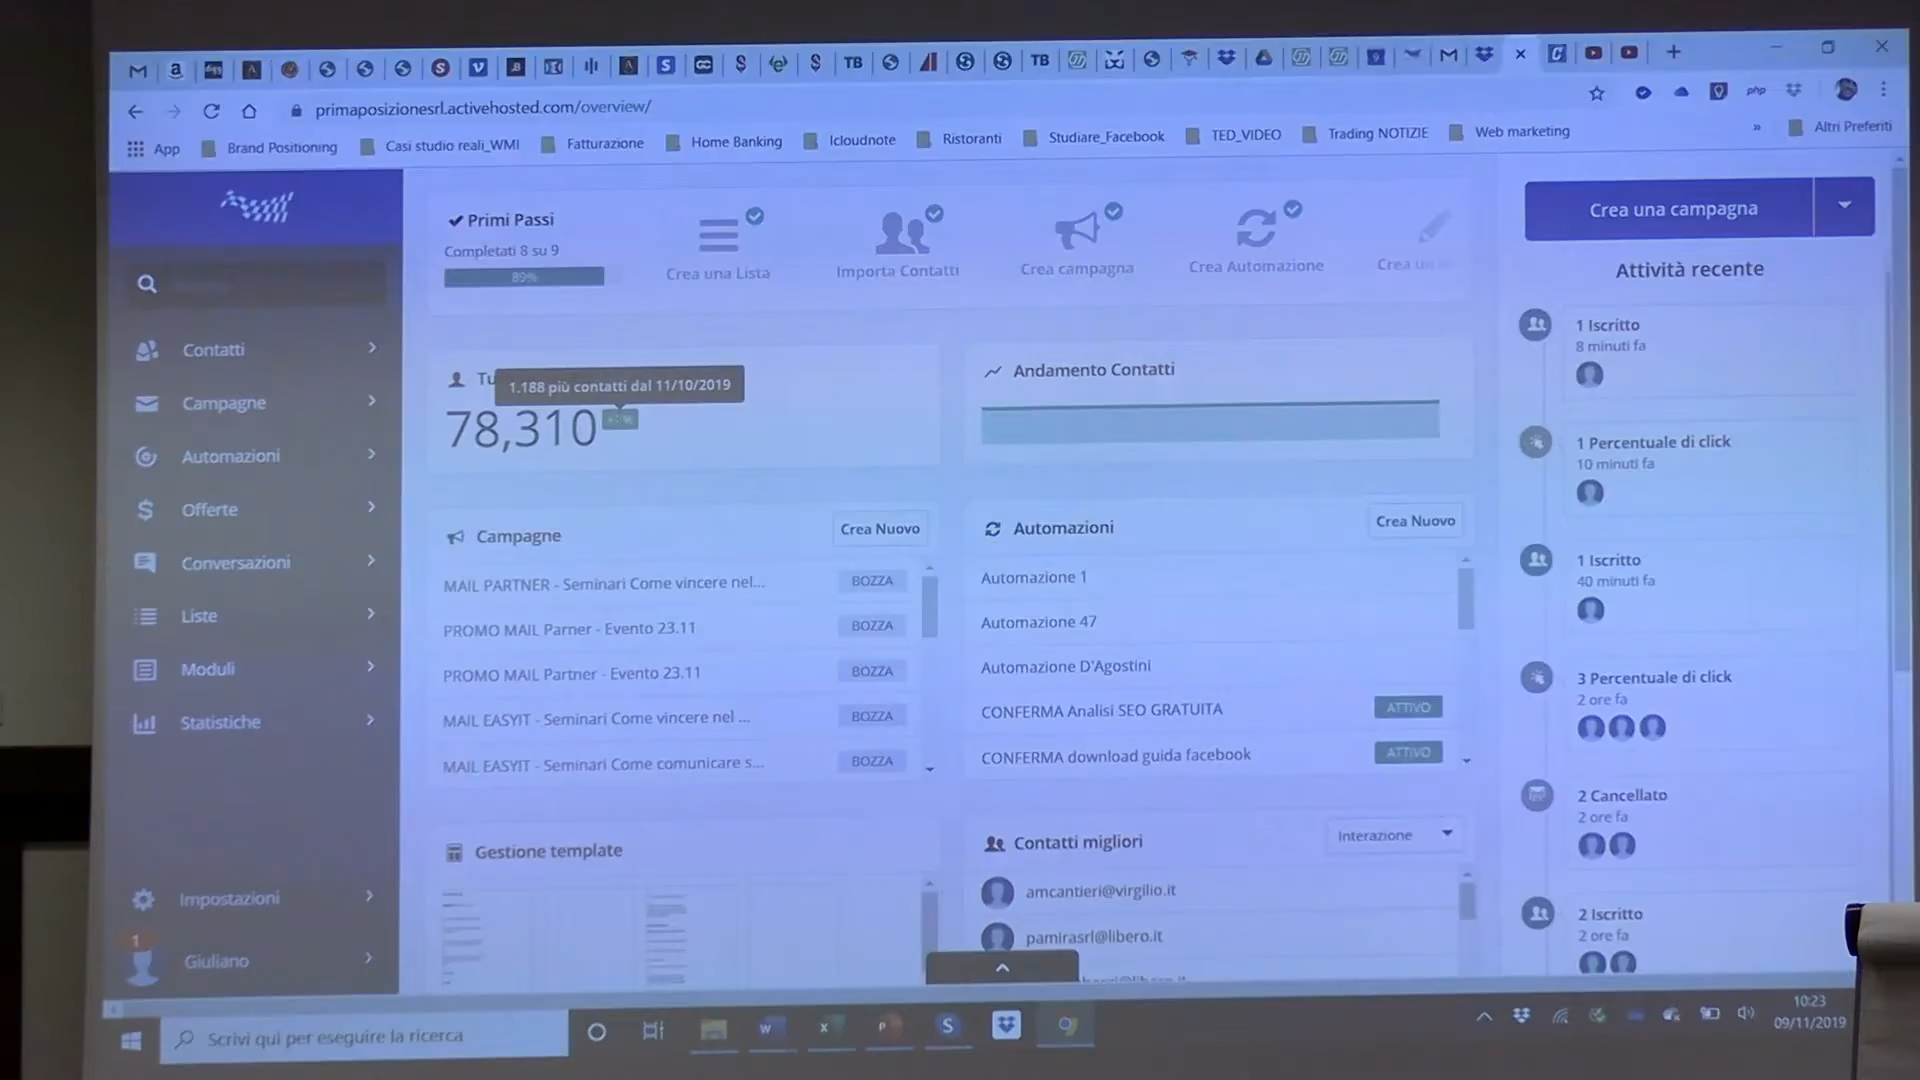 TB
TB
primaposizionesrl.activehosted.com/overview/
php
App
Brand Positioning
Casi studio reali_WMI
Fatturazione
Home Banking
Icloudnote
Ristoranti
Studiare_Facebook
TED_VIDEO
Trading NOTIZIE
Web marketing
»
Altri Preferiti
Contatti
Campagne
Automazioni
Offerte
Conversazioni
Liste
Moduli
Statistiche
Impostazioni
1
Giuliano
Primi Passi
Completati 8 su 9
89%
Crea una Lista
Importa Contatti
Crea campagna
Crea Automazione
Crea
Tu
1.188 più contatti dal 11/10/2019
78,310
Andamento Contatti
Campagne
Crea Nuovo
MAIL PARTNER - Seminari Come vincere nel...
BOZZA
PROMO MAIL Parner - Evento 23.11
BOZZA
PROMO MAIL Partner - Evento 23.11
BOZZA
MAIL EASYIT - Seminari Come vincere nel ...
BOZZA
MAIL EASYIT - Seminari Come comunicare s...
BOZZA
Automazioni
Crea Nuovo
Automazione 1
Automazione 47
Automazione D'Agostini
CONFERMA Analisi SEO GRATUITA
ATTIVO
CONFERMA download guida facebook
ATTIVO
Gestione template
Contatti migliori
Interazione
amcantieri@virgilio.it
pamirasrl@libero.it
Crea una campagna
Attività recente
1 Iscritto
8 minuti fa
1 Percentuale di click
10 minuti fa
1 Iscritto
40 minuti fa
3 Percentuale di click
2 ore fa
2 Cancellato
2 ore fa
2 Iscritto
2 ore fa
Scrivi qui per eseguire la ricerca
10:23
09/11/2019